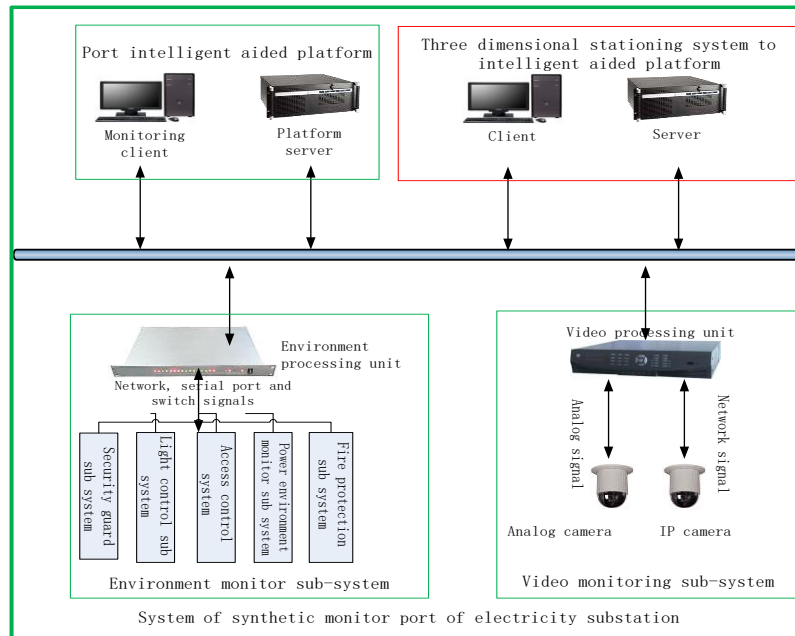 Port intelligent aided platform
Monitoring
client
Platform
server
Three dimensional stationing system to
intelligent aided platform
Client
Server
Environment
processing unit
Network, serial port and
switch signals
Security guard
sub system
Light control sub
system
Access control
system
Power environment
monitor sub system
Fire protection
sub system
Environment monitor sub-system
Video processing unit
Analog signal
Network signal
Analog camera
IP camera
Video monitoring sub-system
System of synthetic monitor port of electricity substation